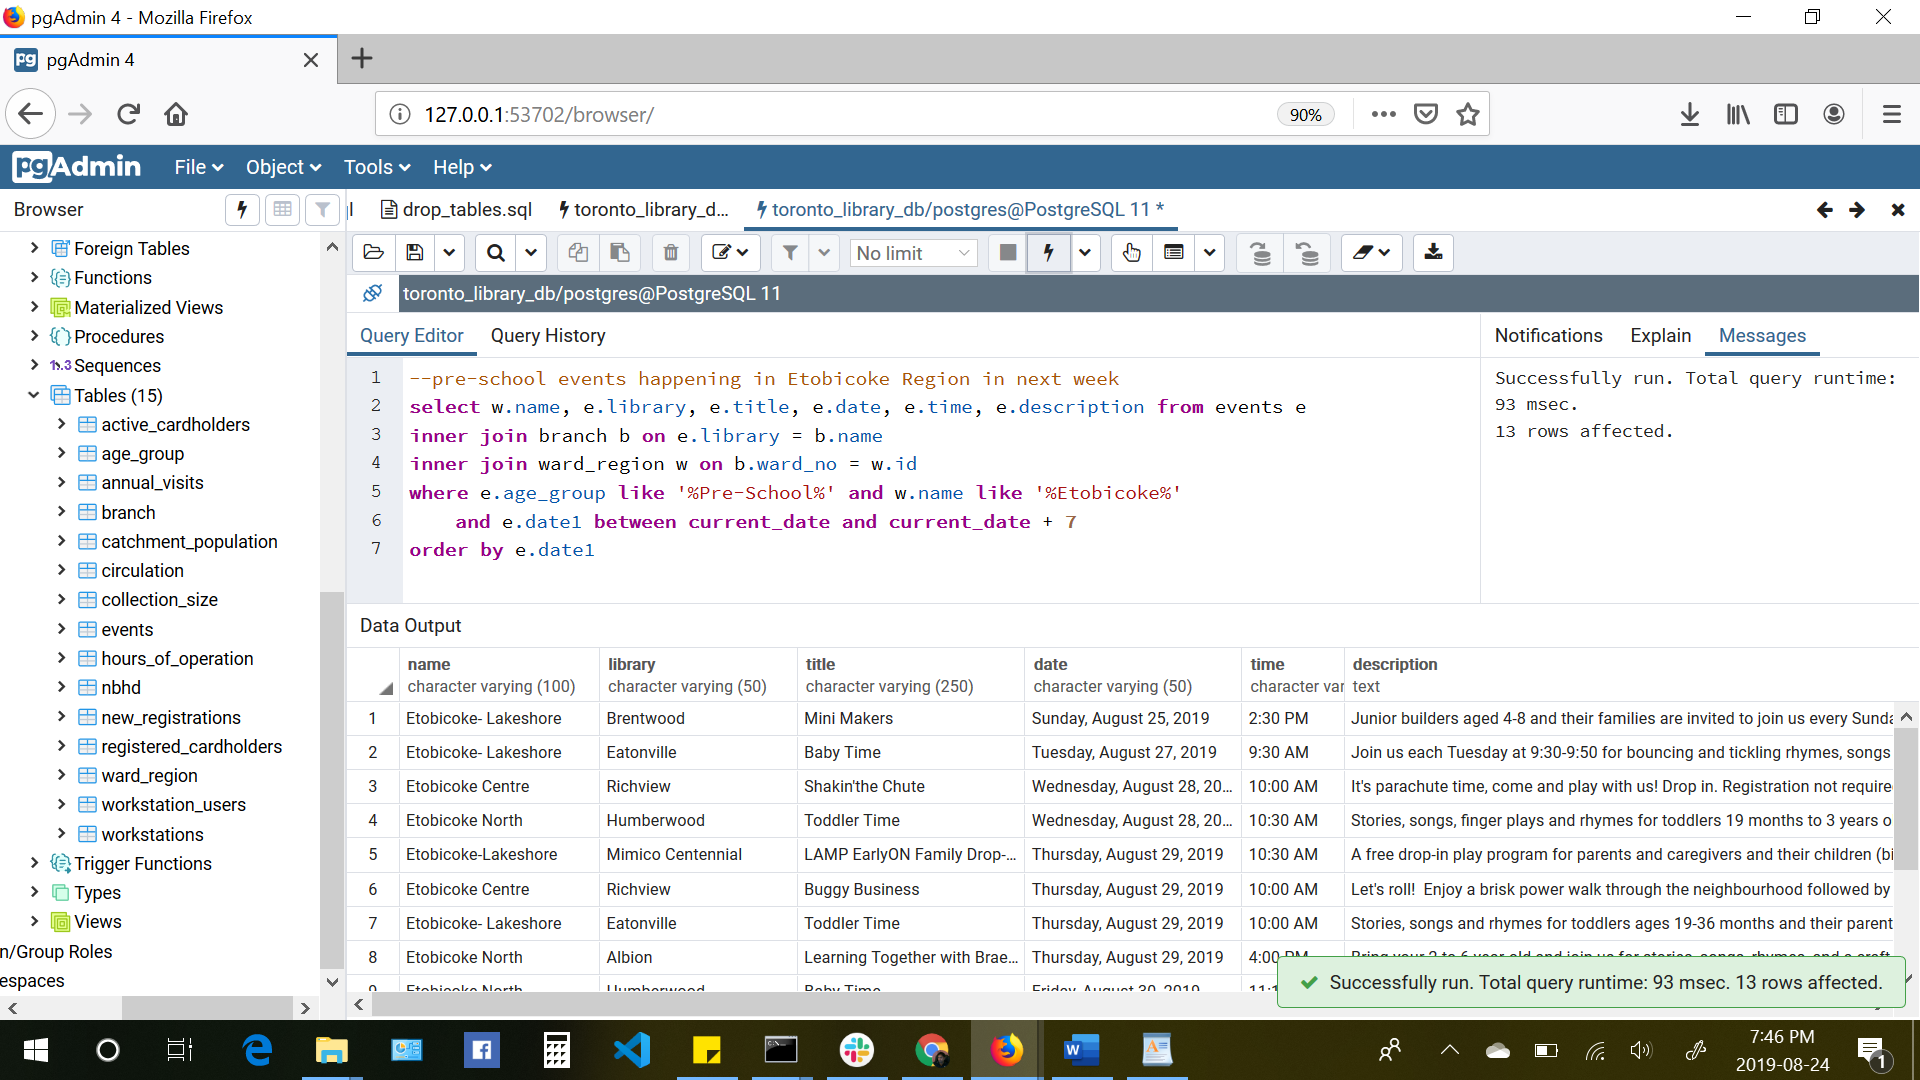 pgAdmin 4 - Mozilla Firefox
pgAdmin 4
127.0.0.1:53702/browser/
90%
pgAdmin File Object Tools Help
Browser
drop_tables.sql
toronto_library_d...
toronto_library_db/postgres@PostgreSQL 11 *
No limit
toronto_library_db/postgres@PostgreSQL 11
Foreign Tables
Functions
Materialized Views
Procedures
1..3 Sequences
Tables (15)
active_cardholders
age_group
annual_visits
branch
catchment_population
circulation
collection_size
events
hours_of_operation
nbhd
new_registrations
registered_cardholders
ward_region
workstation_users
workstations
Trigger Functions
Types
Views
n/Group Roles
espaces
Query Editor Query History
1 --pre-school events happening in Etobicoke Region in next week
2 select w.name, e.library, e.title, e.date, e.time, e.description from events e
3 inner join branch b on e.library = b.name
4 inner join ward_region w on b.ward_no = w.id
5 where e.age_group like '%Pre-School%' and w.name like '%Etobicoke%'
6 and e.date1 between current_date and current_date + 7
7 order by e.date1
Notifications Explain Messages
Successfully run. Total query runtime:
93 msec.
13 rows affected.
Data Output
name library title date time description
character varying (100) character varying (50) character varying (250) character varying (50) character var text
1 Etobicoke- Lakeshore Brentwood Mini Makers Sunday, August 25, 2019 2:30 PM Junior builders aged 4-8 and their families are invited to join us every Sunda
2 Etobicoke- Lakeshore Eatonville Baby Time Tuesday, August 27, 2019 9:30 AM Join us each Tuesday at 9:30-9:50 for bouncing and tickling rhymes, songs
3 Etobicoke Centre Richview Shakin'the Chute Wednesday, August 28, 20... 10:00 AM It's parachute time, come and play with us! Drop in. Registration not require
4 Etobicoke North Humberwood Toddler Time Wednesday, August 28, 20... 10:30 AM Stories, songs, finger plays and rhymes for toddlers 19 months to 3 years o
5 Etobicoke-Lakeshore Mimico Centennial LAMP EarlyON Family Drop-... Thursday, August 29, 2019 10:30 AM A free drop-in play program for parents and caregivers and their children (bi
6 Etobicoke Centre Richview Buggy Business Thursday, August 29, 2019 10:00 AM Let's roll! Enjoy a brisk power walk through the neighbourhood followed by
7 Etobicoke- Lakeshore Eatonville Toddler Time Thursday, August 29, 2019 10:00 AM Stories, songs and rhymes for toddlers ages 19-36 months and their parent
8 Etobicoke North Albion Learning Together with Brae... Thursday, August 29, 2019 4:00 PM Bring your 2 to 6 year old and join us for stories, songs, rhymes, and a craft
9 Etobicoke North Humberwood Baby Time Friday, August 30, 2019
Successfully run. Total query runtime: 93 msec. 13 rows affected.
7:46 PM
2019-08-24
1